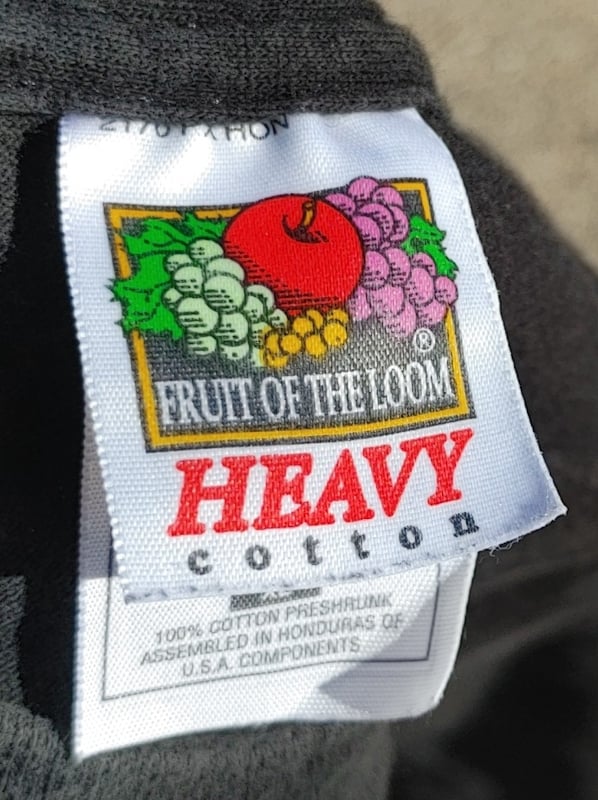 ®
FRUIT OF THE LOOM
HEAVY
cotton
100% COTTON PRESHRUNK
ASSEMBLED IN HONDURAS OF
U.S.A. COMPONENTS